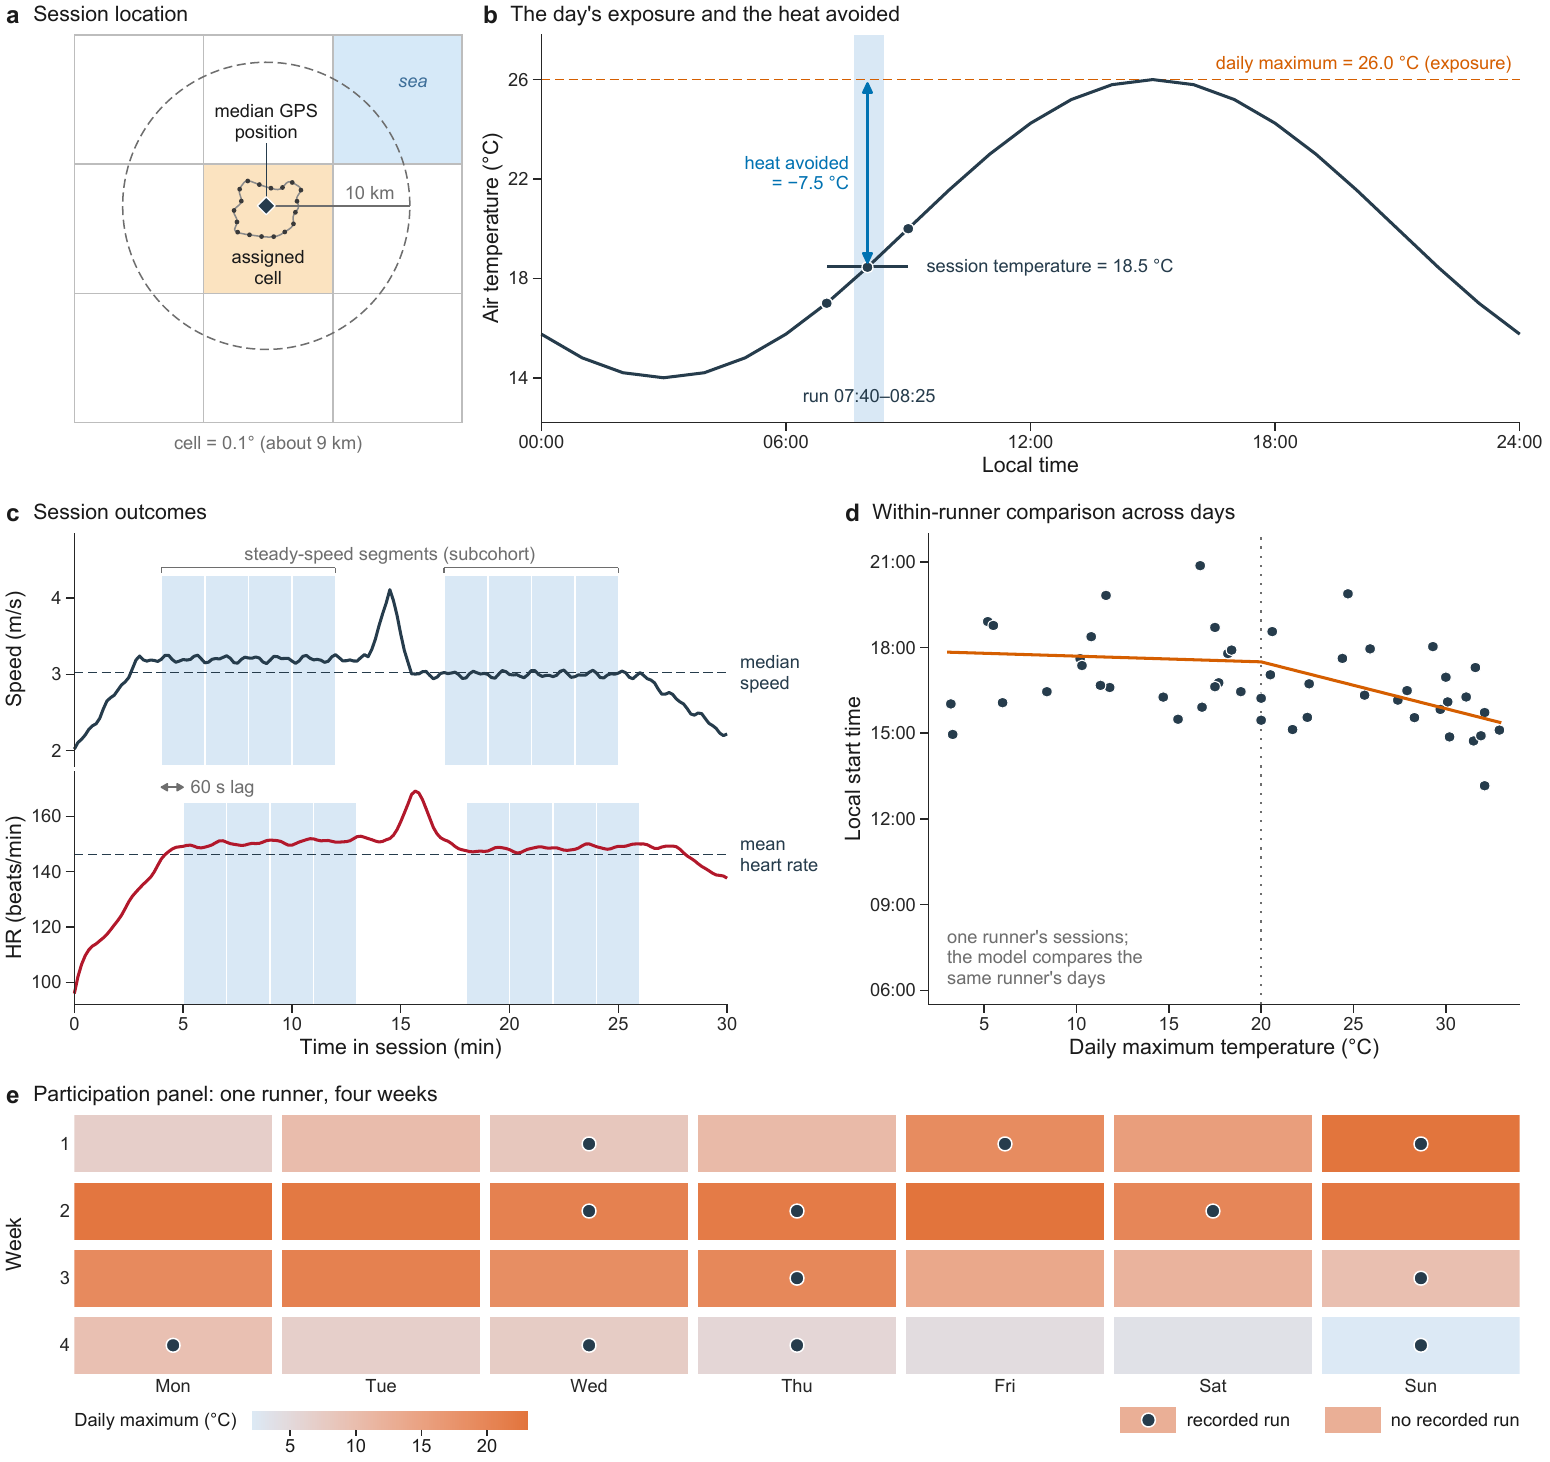 a Session location
sea
median GPS
position
10 km
assigned
cell
cell = 0.1° (about 9 km)
b The day's exposure and the heat avoided
daily maximum = 26.0 °C (exposure)
heat avoided
= −7.5 °C
session temperature = 18.5 °C
run 07:40–08:25
Air temperature (°C)
26
22
18
14
00:00 06:00 12:00 18:00 24:00
Local time
c Session outcomes
steady-speed segments (subcohort)
Speed (m/s)
4
3
2
median
speed
60 s lag
HR (beats/min)
160
140
120
100
mean
heart rate
0 5 10 15 20 25 30
Time in session (min)
d Within-runner comparison across days
Local start time
21:00
18:00
15:00
12:00
09:00
06:00
one runner's sessions;
the model compares the
same runner's days
5 10 15 20 25 30
Daily maximum temperature (°C)
e Participation panel: one runner, four weeks
Week
1
2
3
4
Mon Tue Wed Thu Fri Sat Sun
Daily maximum (°C)
5 10 15 20
recorded run
no recorded run